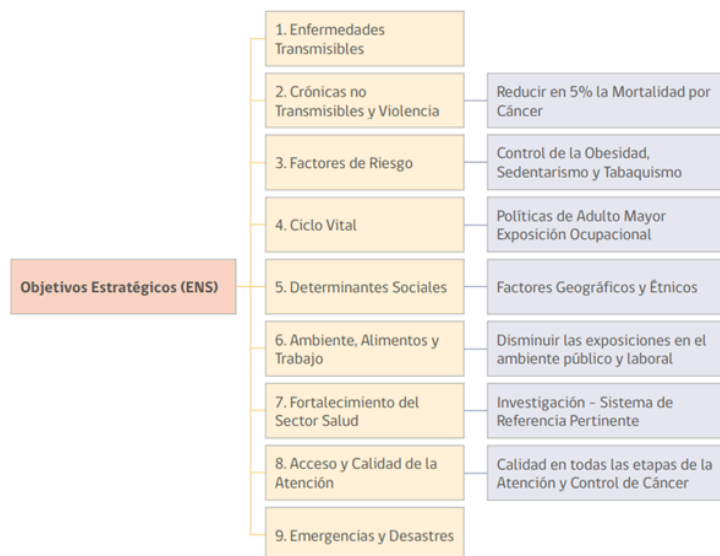 Objetivos Estratégicos (ENS)
1. Enfermedades
Transmisibles
2. Crónicas no
Transmisibles y Violencia
Reducir en 5% la Mortalidad por
Cáncer
3. Factores de Riesgo
Control de la Obesidad,
Sedentarismo y Tabaquismo
4. Ciclo Vital
Políticas de Adulto Mayor
Exposición Ocupacional
5. Determinantes Sociales
Factores Geográficos y Étnicos
6. Ambiente, Alimentos y
Trabajo
Disminuir las exposiciones en el
ambiente público y laboral
7. Fortalecimiento del
Sector Salud
Investigación – Sistema de
Referencia Pertinente
8. Acceso y Calidad de la
Atención
Calidad en todas las etapas de la
Atención y Control de Cáncer
9. Emergencias y Desastres